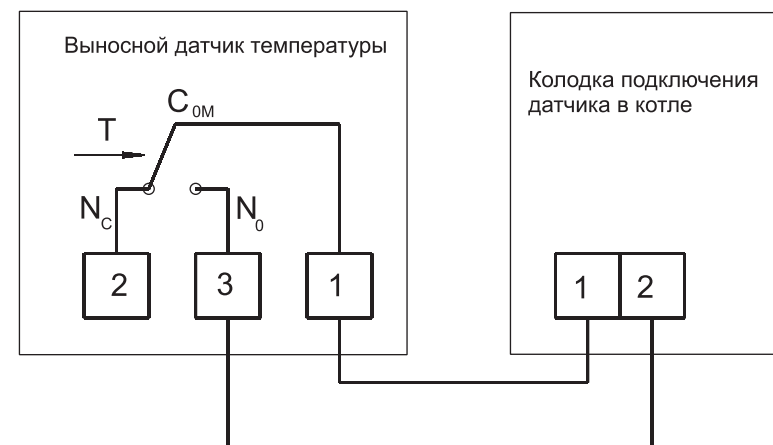 Выносной датчик температуры
C0M
T
NC
N0
2
3
1
Колодка подключения
датчика в котле
1
2